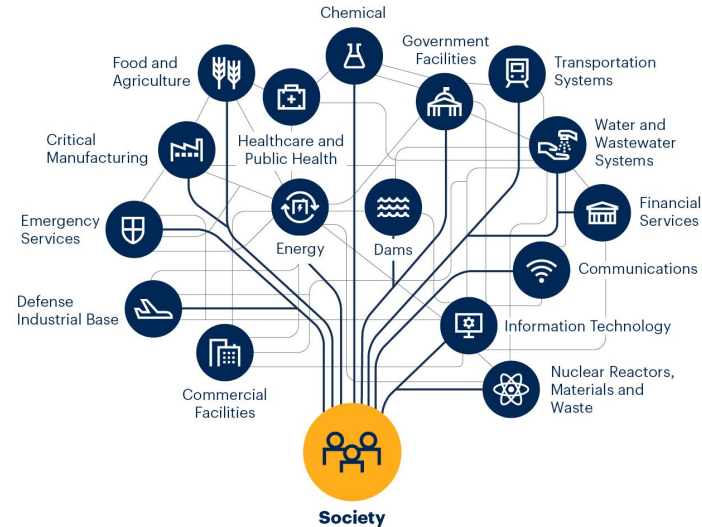 Chemical
Food and
Agriculture
Government
Facilities
Transportation
Systems
Critical
Manufacturing
Healthcare and
Public Health
Water and
Wastewater
Systems
Emergency
Services
Energy
Dams
Financial
Services
Communications
Defense
Industrial Base
Information Technology
Commercial
Facilities
Nuclear Reactors,
Materials and
Waste
Society